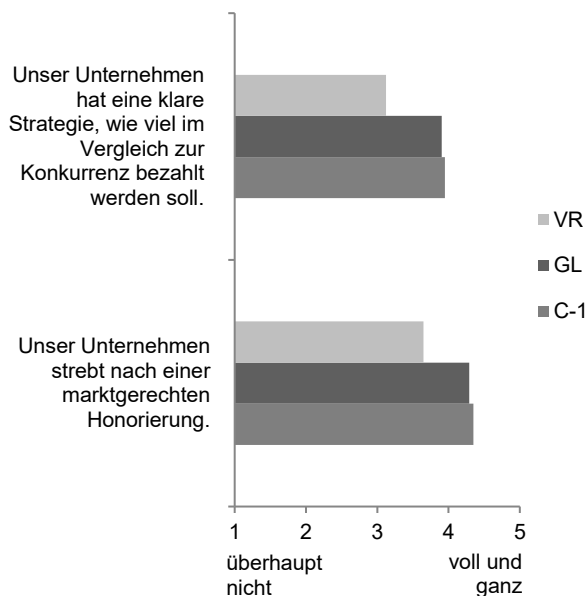 Unser Unternehmen
hat eine klare
Strategie, wie viel im
Vergleich zur
Konkurrenz bezahlt
werden soll.
VR
GL
C-1
Unser Unternehmen
strebt nach einer
marktgerechten
Honorierung.
1 2 3 4 5
überhaupt voll und
nicht ganz